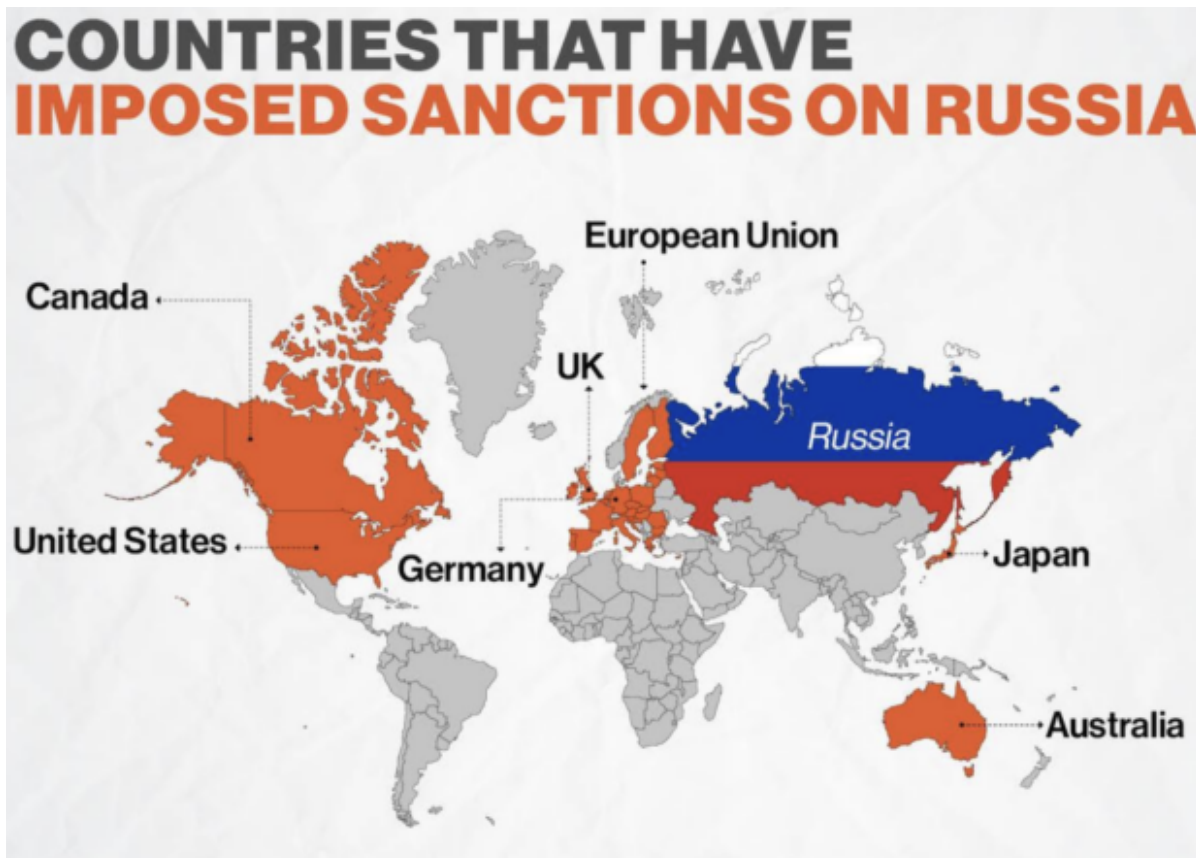 COUNTRIES THAT HAVE
IMPOSED SANCTIONS ON RUSSIA
European Union
Canada
UK
Russia
United States
Germany
Japan
Australia